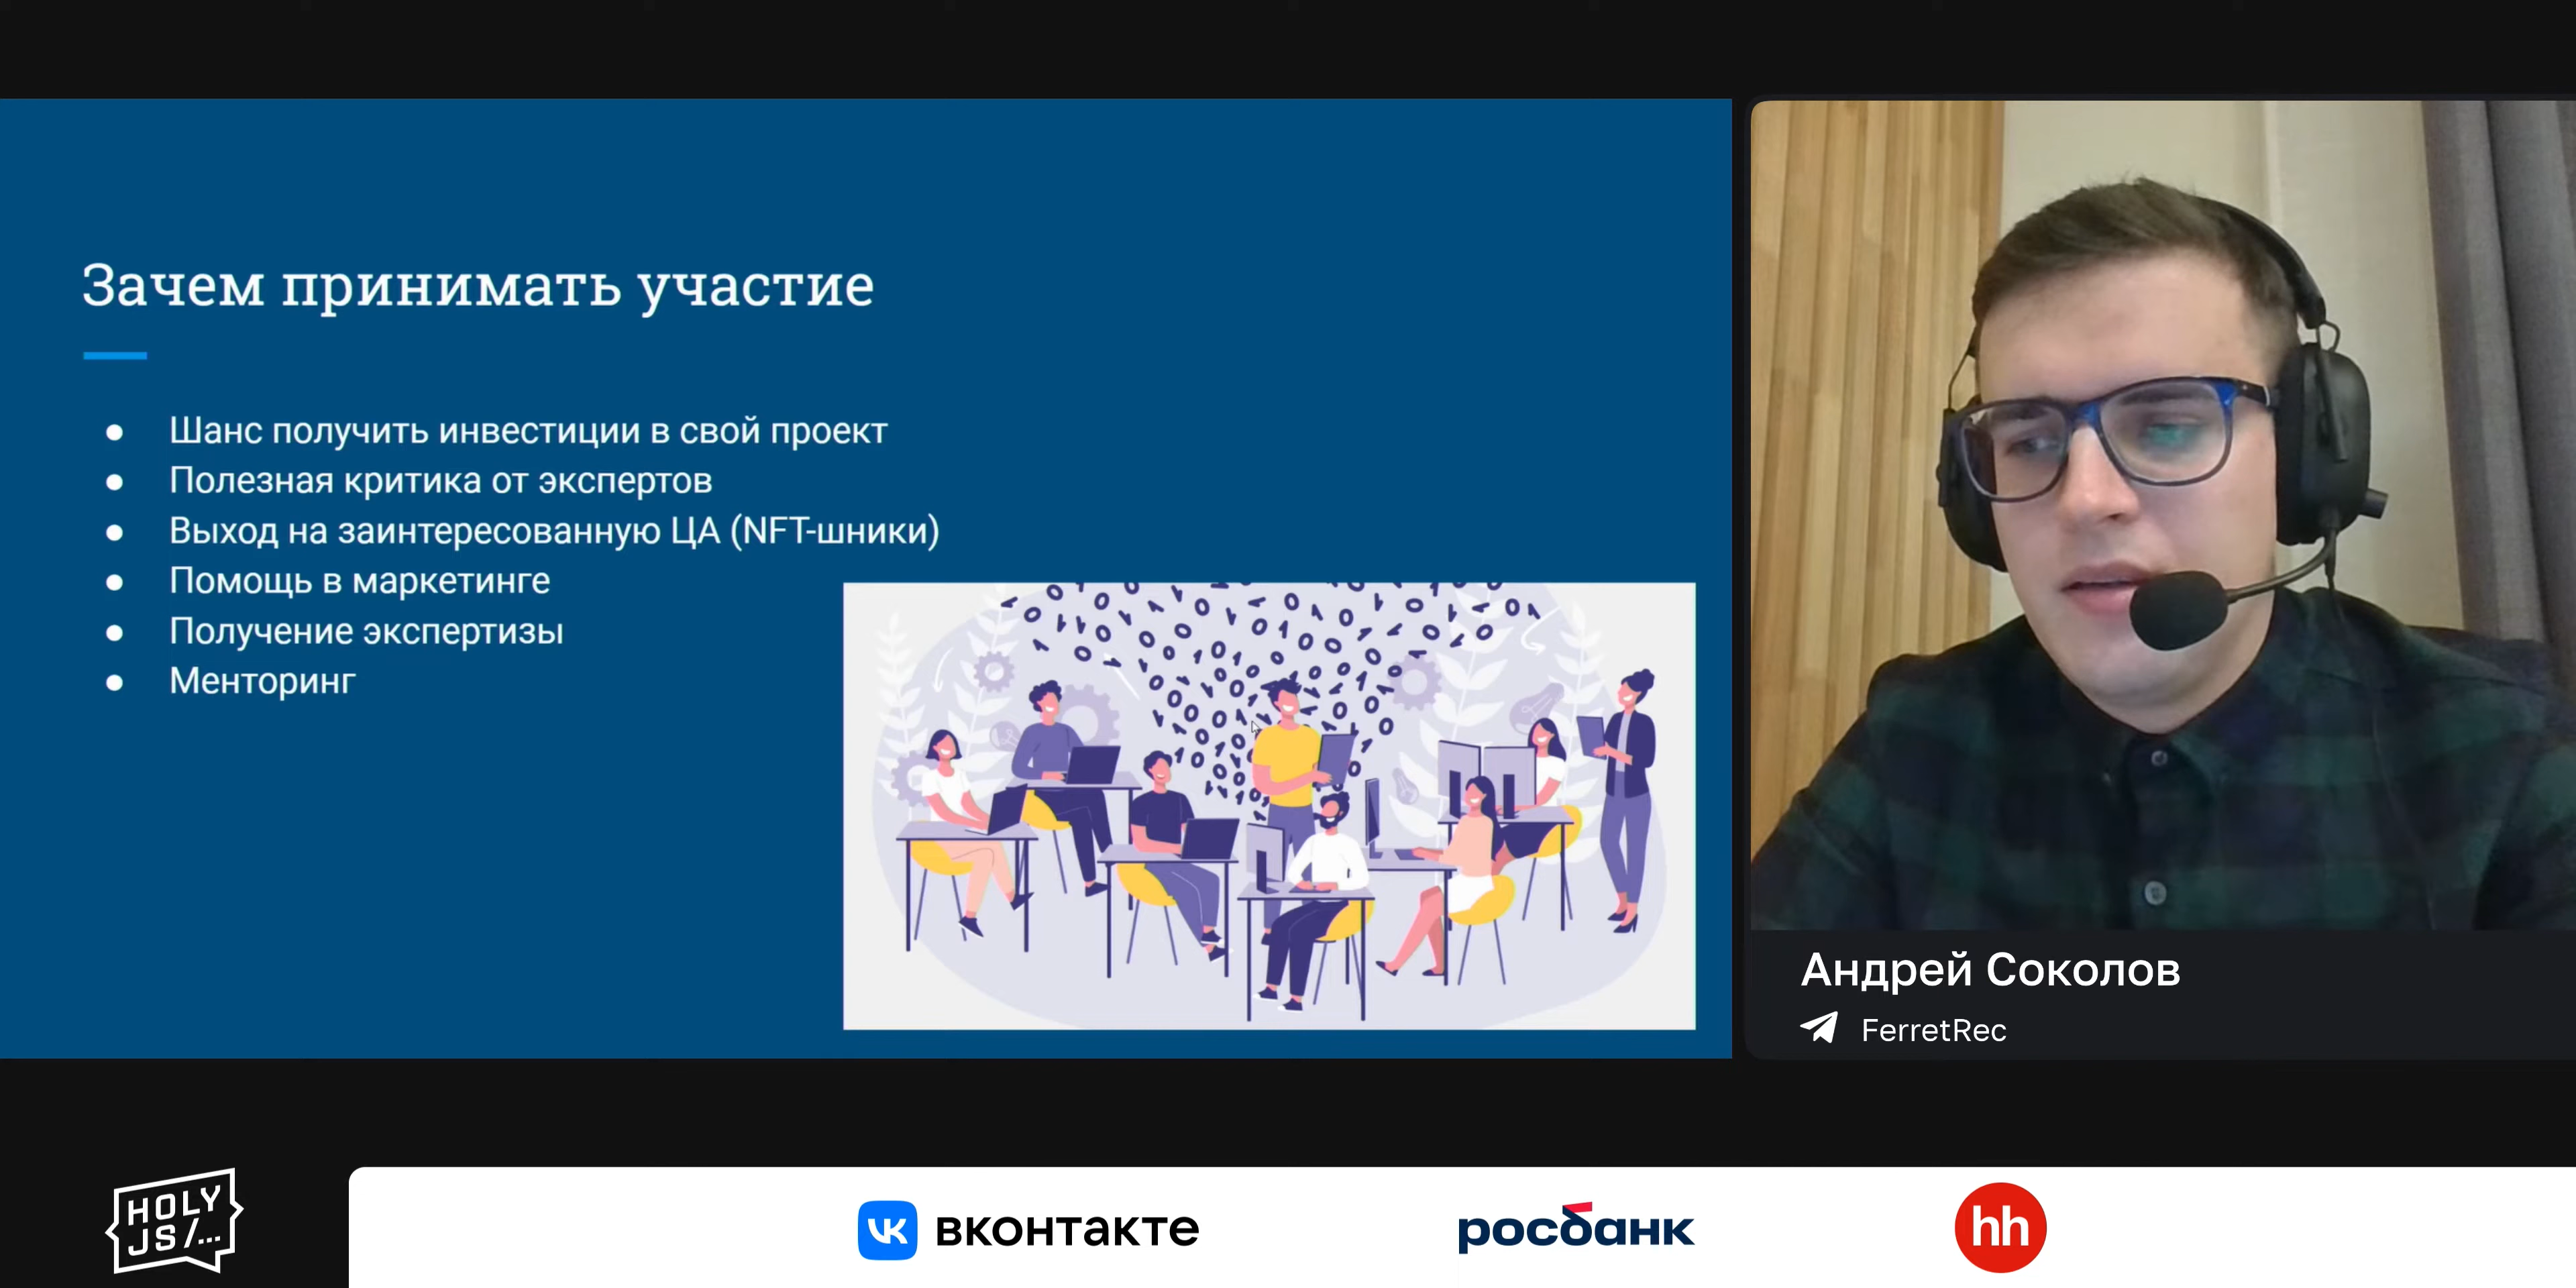 Зачем принимать участие
Шанс получить инвестиции в свой проект
Полезная критика от экспертов
Выход на заинтересованную ЦА (NFT-шники)
Помощь в маркетинге
Получение экспертизы
Менторинг
Андрей Соколов
FerretRec
HOLY
JS/...
вконтакте
росбанк
hh